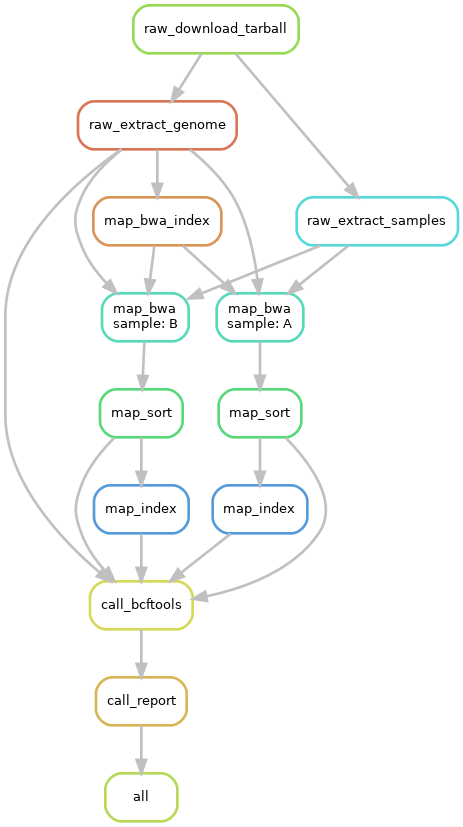 raw_download_tarball
raw_extract_genome
map_bwa_index
raw_extract_samples
map_bwa
sample: B
map_bwa
sample: A
map_sort
map_sort
map_index
map_index
call_bcftools
call_report
all